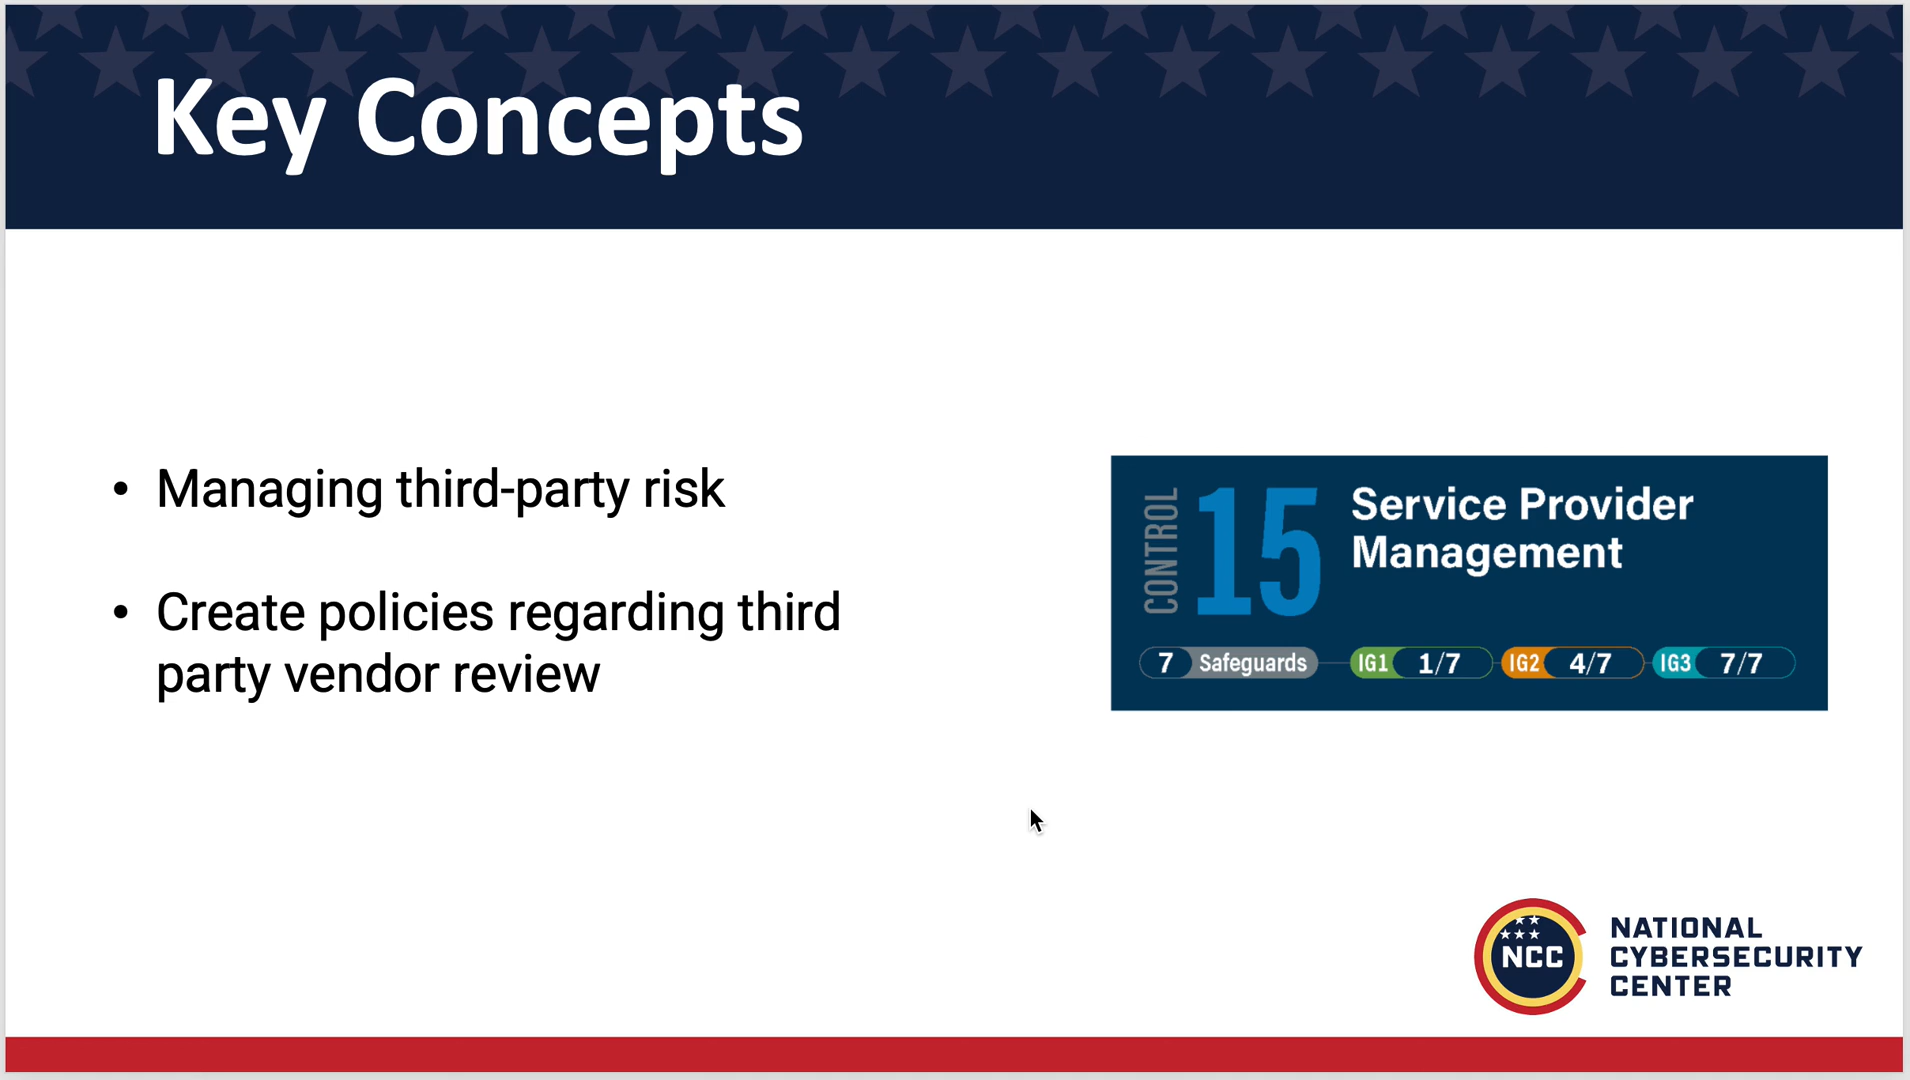 Key Concepts
• Managing third-party risk
• Create policies regarding third
party vendor review
CONTROL
15
Service Provider
Management
7 Safeguards IG1 1/7 IG2 4/7 IG3 7/7
NCC
NATIONAL
CYBERSECURITY
CENTER